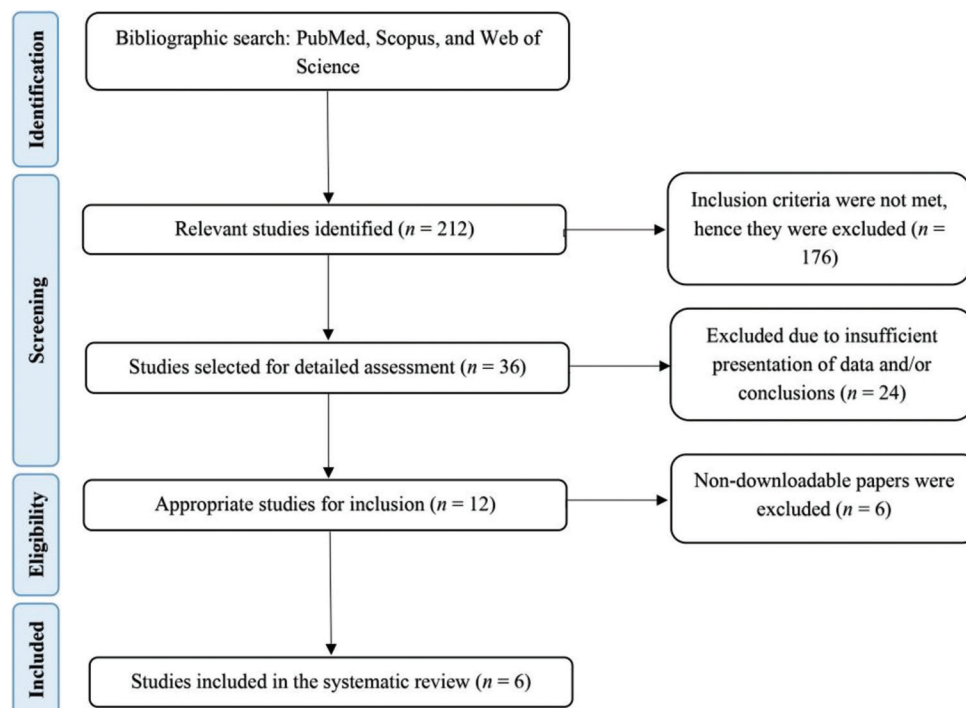 Identification
Bibliographic search: PubMed, Scopus, and Web of
Science
Screening
Relevant studies identified (n = 212)
Inclusion criteria were not met,
hence they were excluded (n =
176)
Studies selected for detailed assessment (n = 36)
Excluded due to insufficient
presentation of data and/or
conclusions (n = 24)
Eligibility
Appropriate studies for inclusion (n = 12)
Non-downloadable papers were
excluded (n = 6)
Included
Studies included in the systematic review (n = 6)